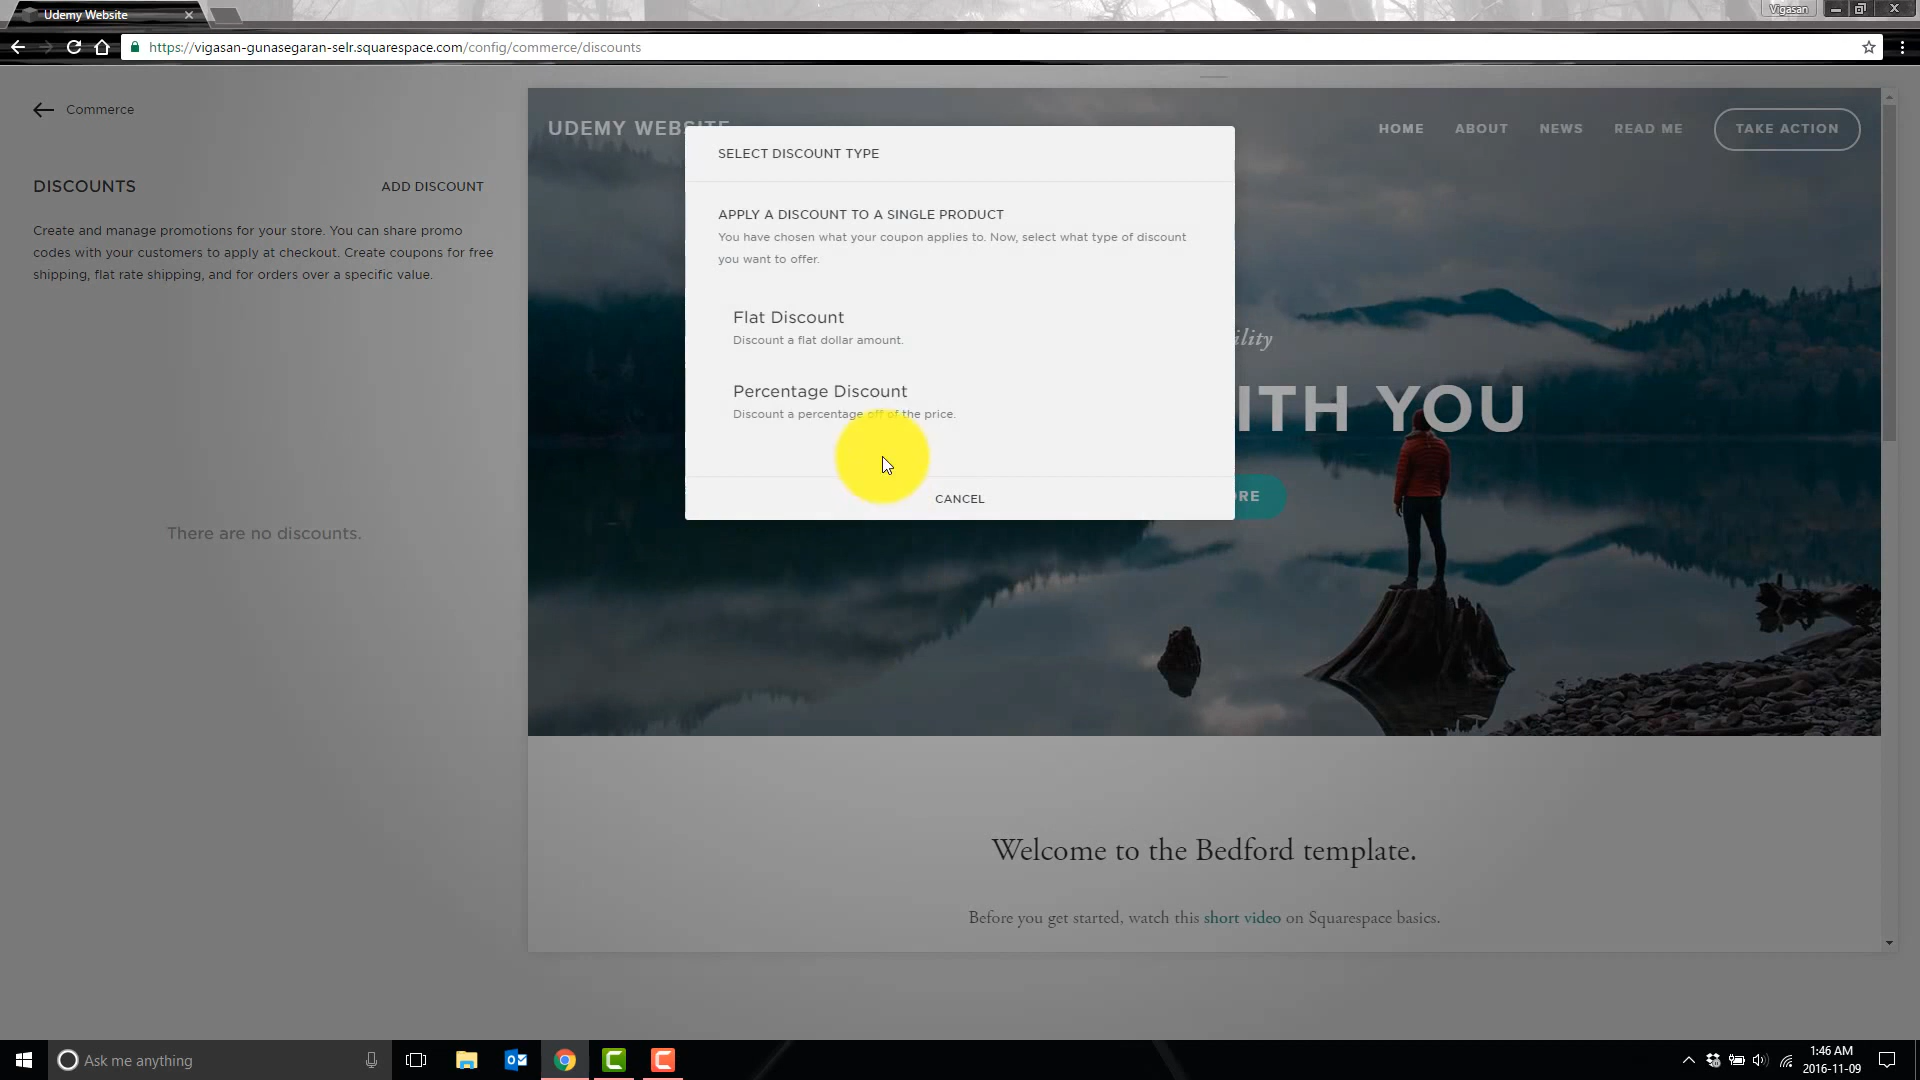 Udemy Website
Vigasan
https://vigasan-gunasegaran-selr.squarespace.com/config/commerce/discounts
Commerce
DISCOUNTS
ADD DISCOUNT
Create and manage promotions for your store. You can share promo
codes with your customers to apply at checkout. Create coupons for free
shipping, flat rate shipping, and for orders over a specific value.
There are no discounts.
UDEMY WEBSITE
HOME
ABOUT
NEWS
READ ME
TAKE ACTION
SELECT DISCOUNT TYPE
APPLY A DISCOUNT TO A SINGLE PRODUCT
You have chosen what your coupon applies to. Now, select what type of discount
you want to offer.
Flat Discount
Discount a flat dollar amount.
Percentage Discount
Discount a percentage off of the price.
CANCEL
ility
ITH YOU
ORE
Welcome to the Bedford template.
Before you get started, watch this short video on Squarespace basics.
Ask me anything
1:46 AM
2016-11-09